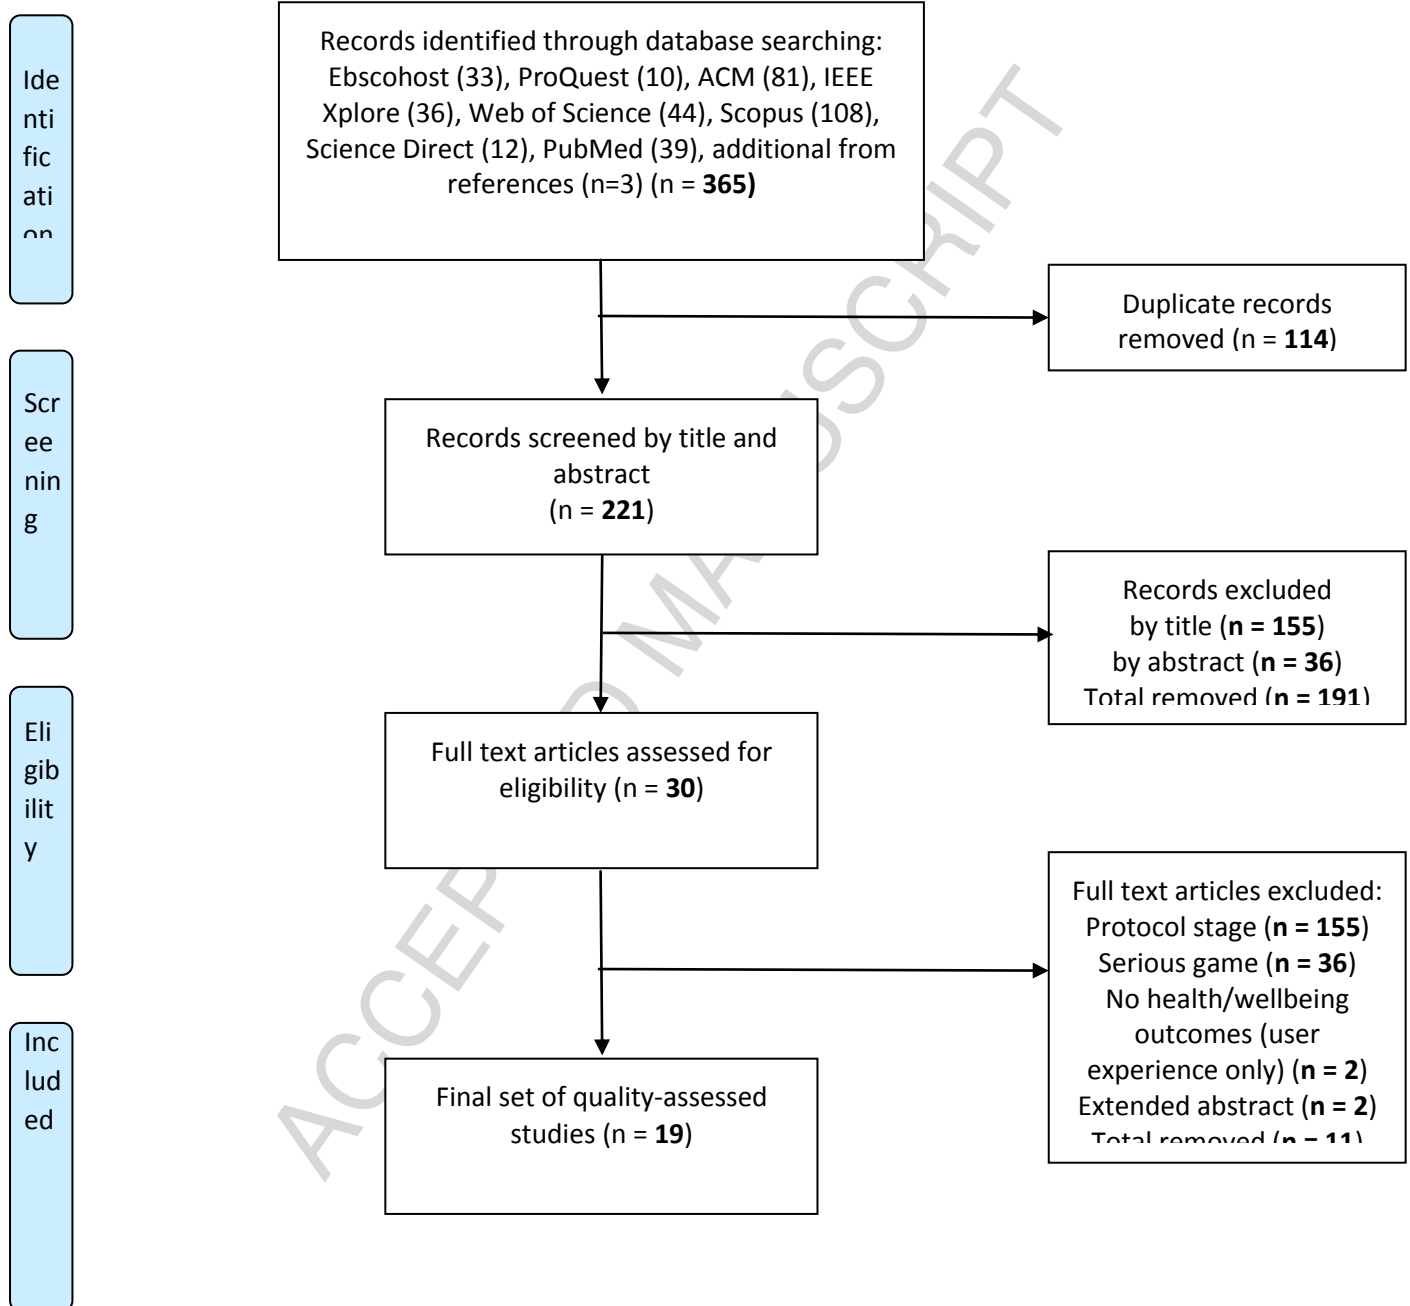 Records identified through database searching:
Ebscohost (33), ProQuest (10), ACM (81), IEEE
Xplore (36), Web of Science (44), Scopus (108),
Science Direct (12), PubMed (39), additional from
references (n=3) (n = 365)
Ide
nti
fic
ati
on
Duplicate records
removed (n = 114)
Scr
ee
nin
g
Records screened by title and
abstract
(n = 221)
Records excluded
by title (n = 155)
by abstract (n = 36)
Total removed (n = 191)
Eli
gib
ilit
y
Full text articles assessed for
eligibility (n = 30)
Full text articles excluded:
Protocol stage (n = 155)
Serious game (n = 36)
No health/wellbeing
outcomes (user
experience only) (n = 2)
Extended abstract (n = 2)
Total removed (n = 11)
Inc
lud
ed
Final set of quality-assessed
studies (n = 19)
ACCEPTED MANUSCRIPT